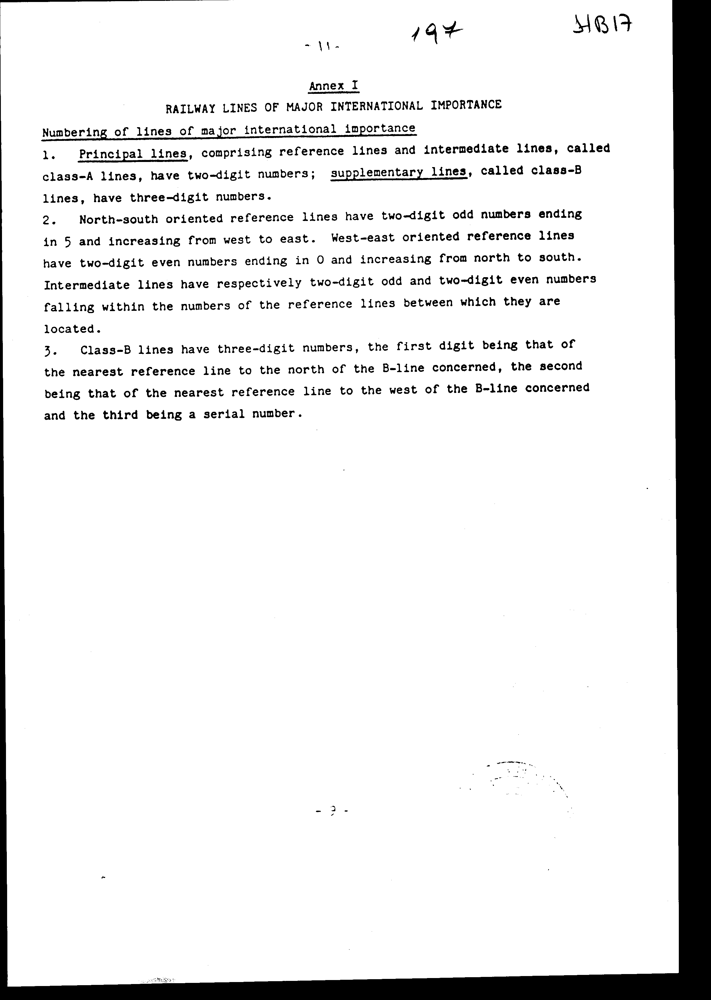 197
HB17
- 11 -
Annex I
RAILWAY LINES OF MAJOR INTERNATIONAL IMPORTANCE
Numbering of lines of major international importance
1. Principal lines, comprising reference lines and intermediate lines, called
class-A lines, have two-digit numbers; supplementary lines, called class-B
lines, have three-digit numbers.
2. North-south oriented reference lines have two-digit odd numbers ending
in 5 and increasing from west to east. West-east oriented reference lines
have two-digit even numbers ending in 0 and increasing from north to south.
Intermediate lines have respectively two-digit odd and two-digit even numbers
falling within the numbers of the reference lines between which they are
located.
3. Class-B lines have three-digit numbers, the first digit being that of
the nearest reference line to the north of the B-line concerned, the second
being that of the nearest reference line to the west of the B-line concerned
and the third being a serial number.